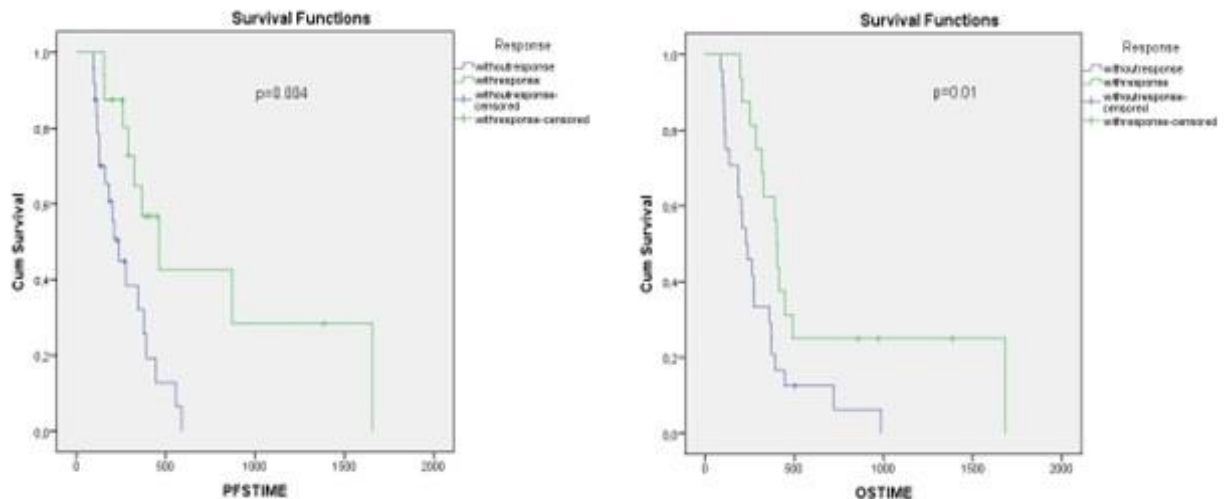 Survival Functions
p=0.004
Response
withoutresponse
withresponse
withoutresponse-
censored
withresponse-censored
Cum Survival
1,0
0,8
0,6
0,4
0,2
0,0
0 500 1000 1500 2000
PFSTIME
Survival Functions
p=0.01
Response
withoutresponse
withresponse
withoutresponse-
censored
withresponse-censored
Cum Survival
1,0
0,8
0,6
0,4
0,2
0,0
0 500 1000 1500 2000
OSTIME